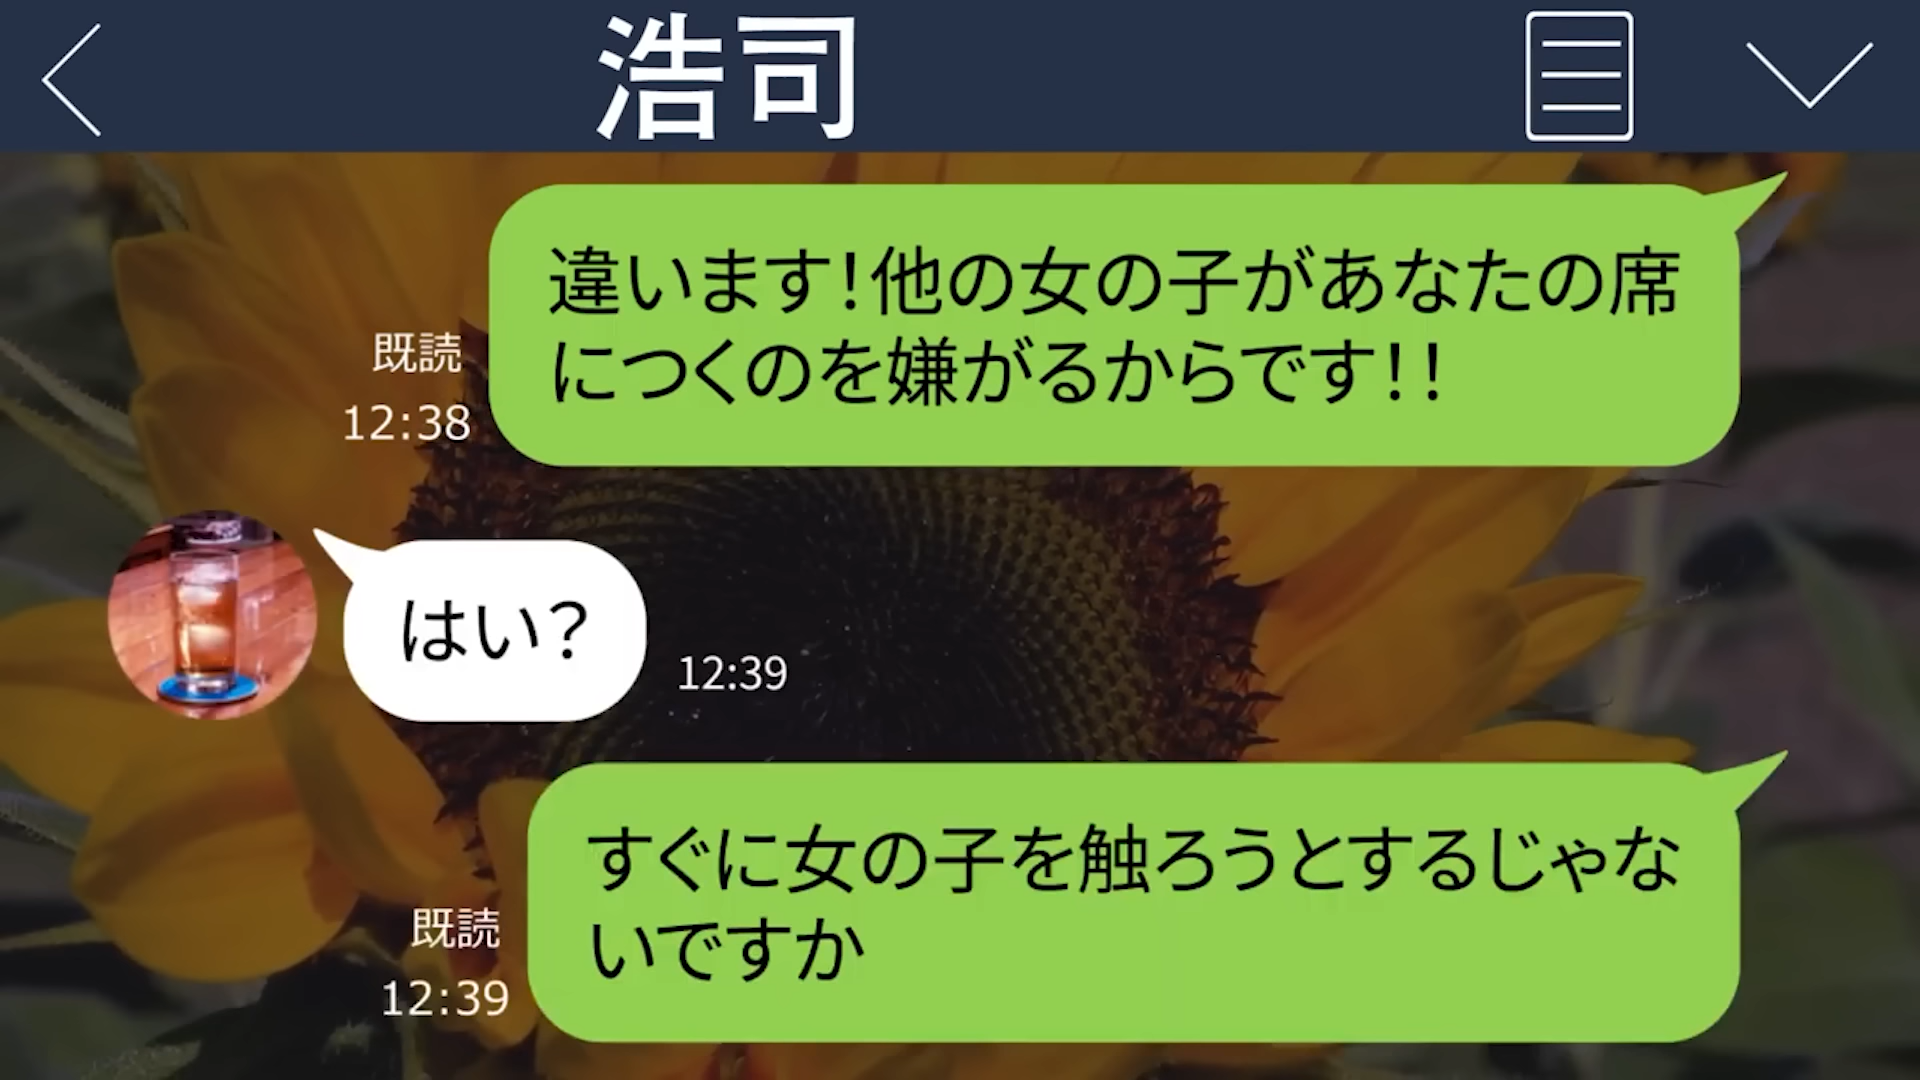 浩司
違います！他の女の子があなたの席
につくのを嫌がるからです！！
既読
12:38
はい？
12:39
すぐに女の子を触ろうとするじゃな
いですか
既読
12:39